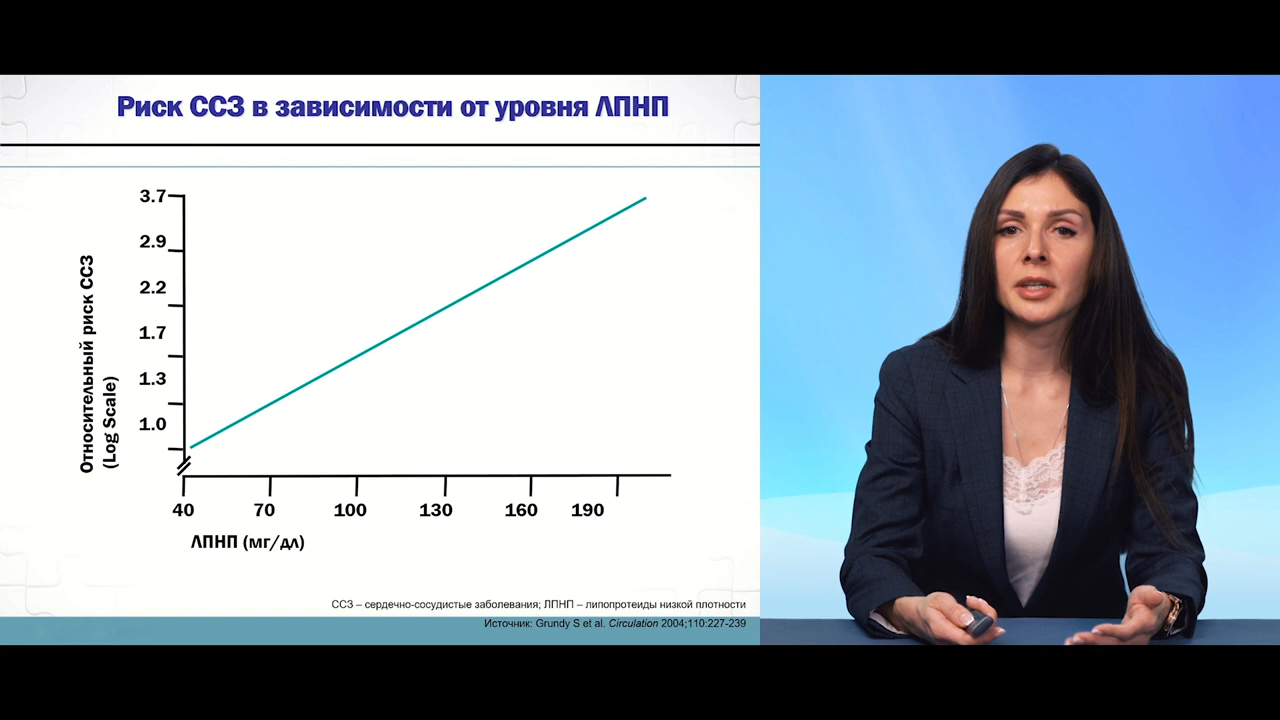 Риск ССЗ в зависимости от уровня ЛПНП
Относительный риск ССЗ
(Log Scale)
3.7
2.9
2.2
1.7
1.3
1.0
40 70 100 130 160 190
ЛПНП (мг/дл)
ССЗ – сердечно-сосудистые заболевания; ЛПНП – липопротеиды низкой плотности
Источник: Grundy S et al. Circulation 2004;110:227-239